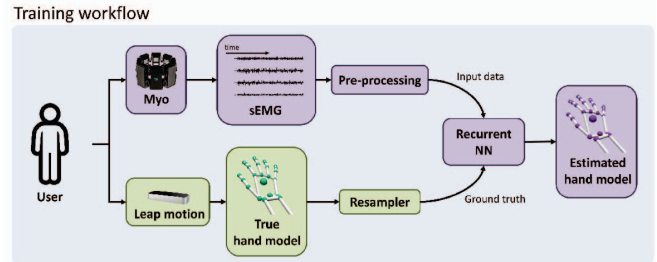 Training workflow
time
Myo
sEMG
Pre-processing
Input data
Recurrent
NN
Estimated
hand model
User
Leap motion
True
hand model
Resampler
Ground truth